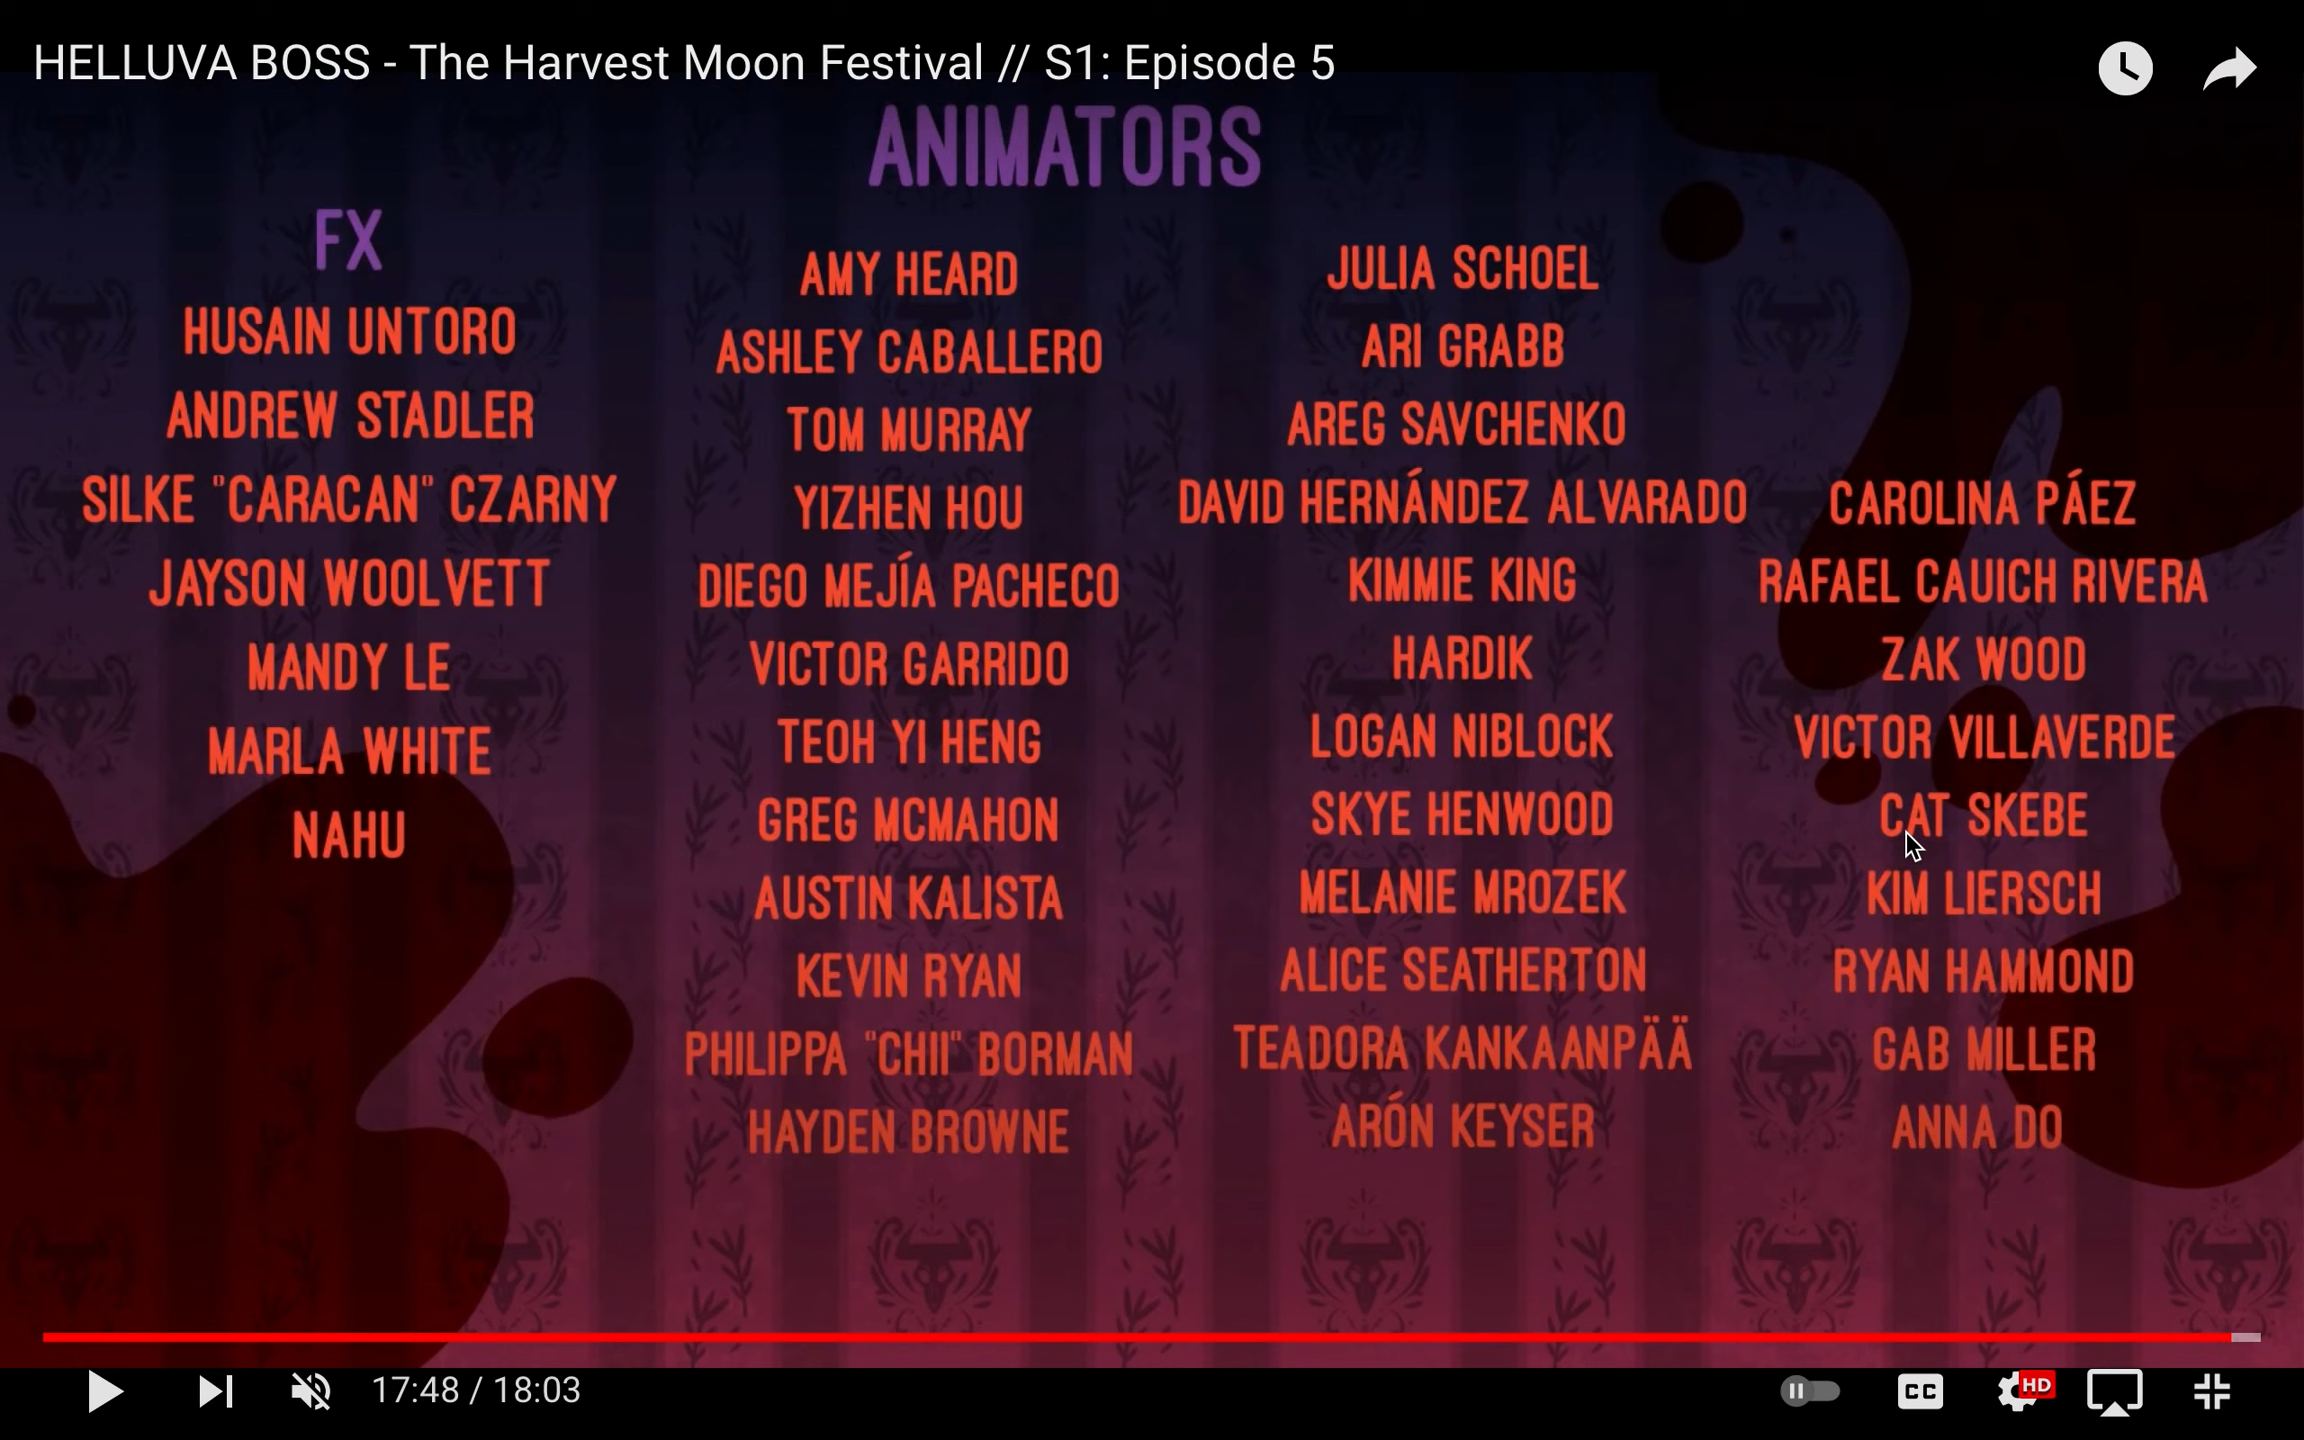 HELLUVA BOSS - The Harvest Moon Festival // S1: Episode 5
ANIMATORS
FX
HUSAIN UNTORO
ANDREW STADLER
SILKE "CARACAN" CZARNY
JAYSON WOOLVETT
MANDY LE
MARLA WHITE
NAHU
AMY HEARD
ASHLEY CABALLERO
TOM MURRAY
YIZHEN HOU
DIEGO MEJÍA PACHECO
VICTOR GARRIDO
TEOH YI HENG
GREG MCMAHON
AUSTIN KALISTA
KEVIN RYAN
PHILIPPA "CHII" BORMAN
HAYDEN BROWNE
JULIA SCHOEL
ARI GRABB
AREG SAVCHENKO
DAVID HERNÁNDEZ ALVARADO
KIMMIE KING
HARDIK
LOGAN NIBLOCK
SKYE HENWOOD
MELANIE MROZEK
ALICE SEATHERTON
TEADORA KANKAANPÄÄ
ARÓN KEYSER
CAROLINA PÁEZ
RAFAEL CAUICH RIVERA
ZAK WOOD
VICTOR VILLAVERDE
CAT SKEBE
KIM LIERSCH
RYAN HAMMOND
GAB MILLER
ANNA DO
17:48 / 18:03
CC
HD